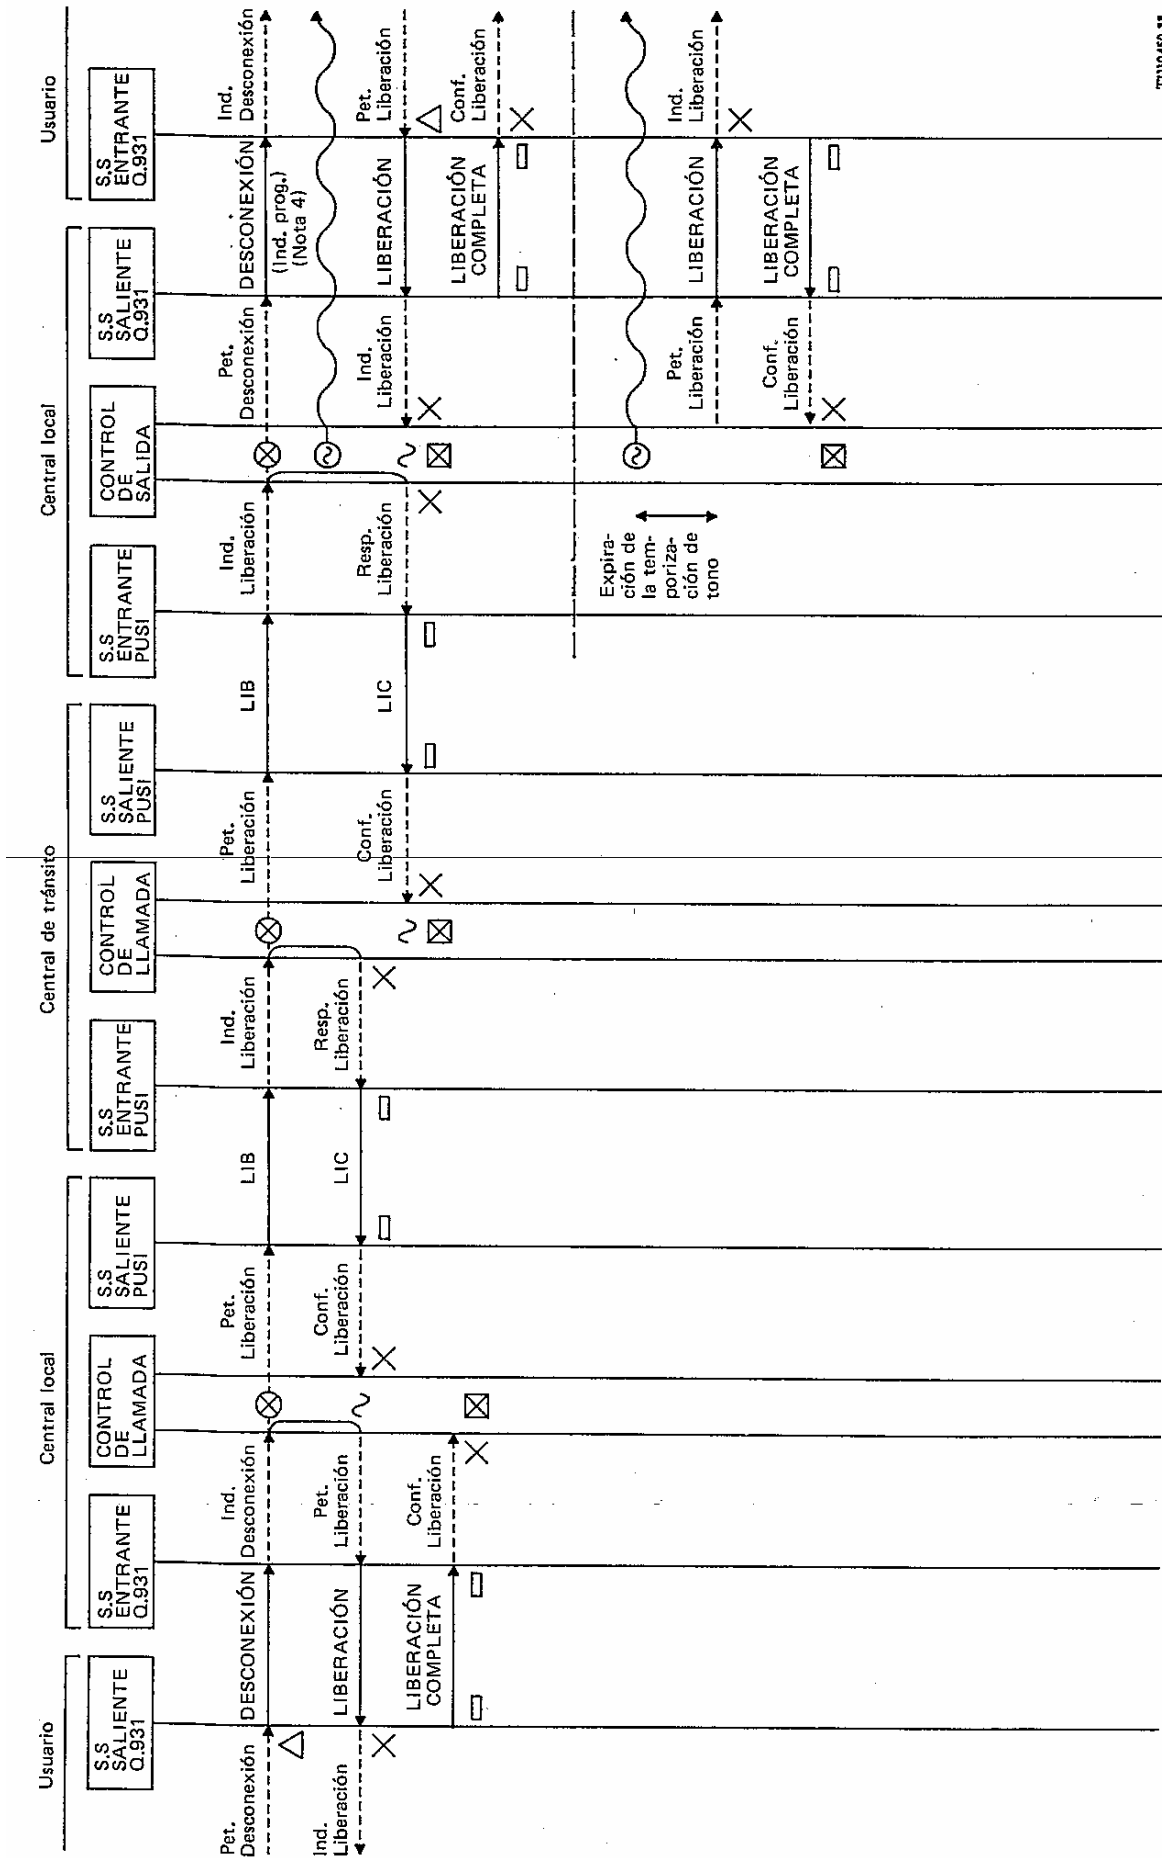 Usuario
Central local
Central de tránsito
Central local
Usuario
S.S
SALIENTE
Q.931
S.S
ENTRANTE
Q.931
CONTROL
DE
LLAMADA
S.S
SALIENTE
PUSI
S.S
ENTRANTE
PUSI
CONTROL
DE
LLAMADA
S.S
SALIENTE
PUSI
S.S
ENTRANTE
PUSI
CONTROL
DE
SALIDA
S.S
SALIENTE
Q.931
S.S
ENTRANTE
Q.931
Pet.
Desconexión
DESCONEXIÓN
Ind.
Desconexión
Pet.
Liberación
LIB
Ind.
Liberación
Pet.
Liberación
LIB
Ind.
Liberación
Pet.
Desconexión
DESCONEXIÓN
(Ind. prog.)
(Nota 4)
Ind.
Desconexión
Ind.
Liberación
LIBERACIÓN
Pet.
Liberación
Conf.
Liberación
LIC
Resp.
Liberación
Conf.
Liberación
LIC
Resp.
Liberación
Ind.
Liberación
LIBERACIÓN
Pet.
Liberación
LIBERACIÓN
COMPLETA
Conf.
Liberación
LIBERACIÓN
COMPLETA
Conf.
Liberación
Expira-
ción de
la tem-
poriza-
ción de
tono
Pet.
Liberación
LIBERACIÓN
Ind.
Liberación
Conf.
Liberación
LIBERACIÓN
COMPLETA